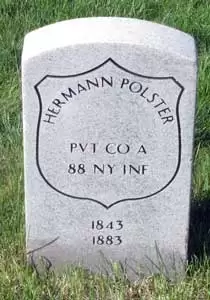 HERMANN POLSTER
PVT CO A
88 NY INF
1843
1883